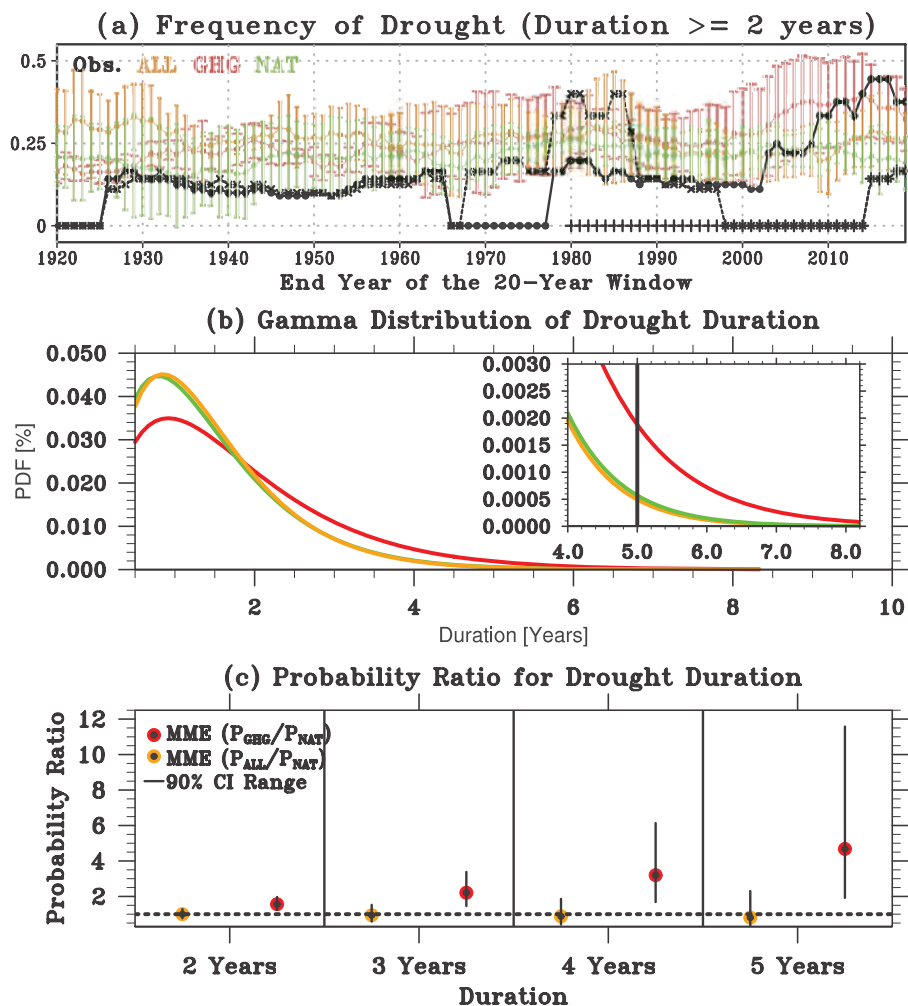 (a) Frequency of Drought (Duration >= 2 years)
Obs. ALL GHG NAT
0.5
0.25
0
1920 1930 1940 1950 1960 1970 1980 1990 2000 2010
End Year of the 20-Year Window
(b) Gamma Distribution of Drought Duration
PDF [%]
0.050
0.040
0.030
0.020
0.010
0.000
0.0030
0.0025
0.0020
0.0015
0.0010
0.0005
0.0000
4.0 5.0 6.0 7.0 8.0
2 4 6 8 10
Duration [Years]
(c) Probability Ratio for Drought Duration
Probability Ratio
12
10
8
6
4
2
MME (P_GHG/P_NAT)
MME (P_ALL/P_NAT)
90% CI Range
2 Years 3 Years 4 Years 5 Years
Duration